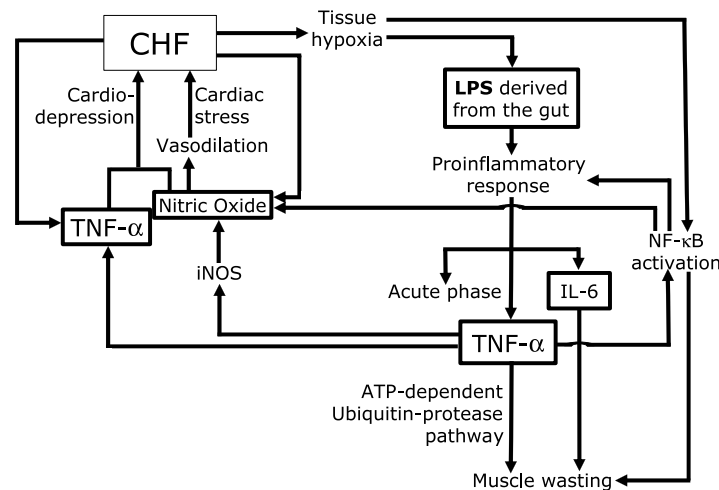 Tissue
hypoxia
CHF
LPS derived
from the gut
Cardio-
depression
Cardiac
stress
Vasodilation
Proinflammatory
response
Nitric Oxide
TNF-α
NF-κB
activation
iNOS
Acute phase
IL-6
TNF-α
ATP-dependent
Ubiquitin-protease
pathway
Muscle wasting